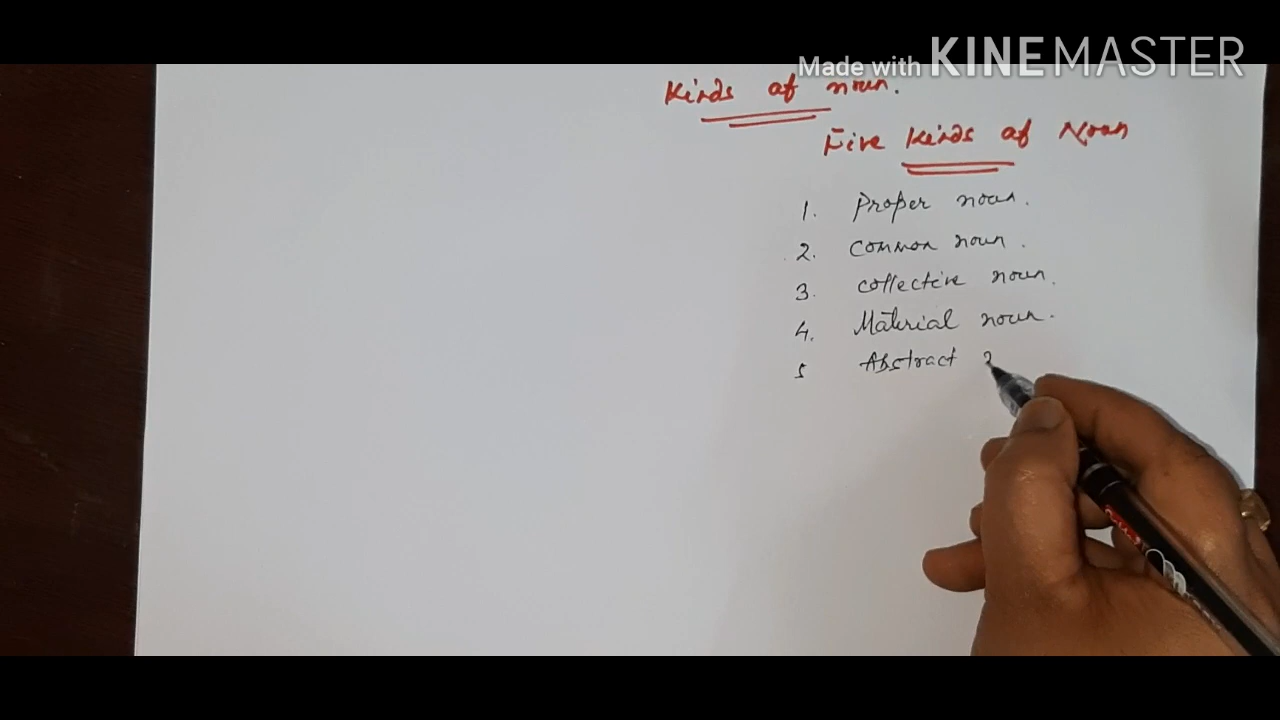 Made with KINEMASTER
Kinds of noun.
Five Kinds of Noun
1. Proper noun.
2. Common noun.
3. collective noun.
4. Material noun.
5 Abstract